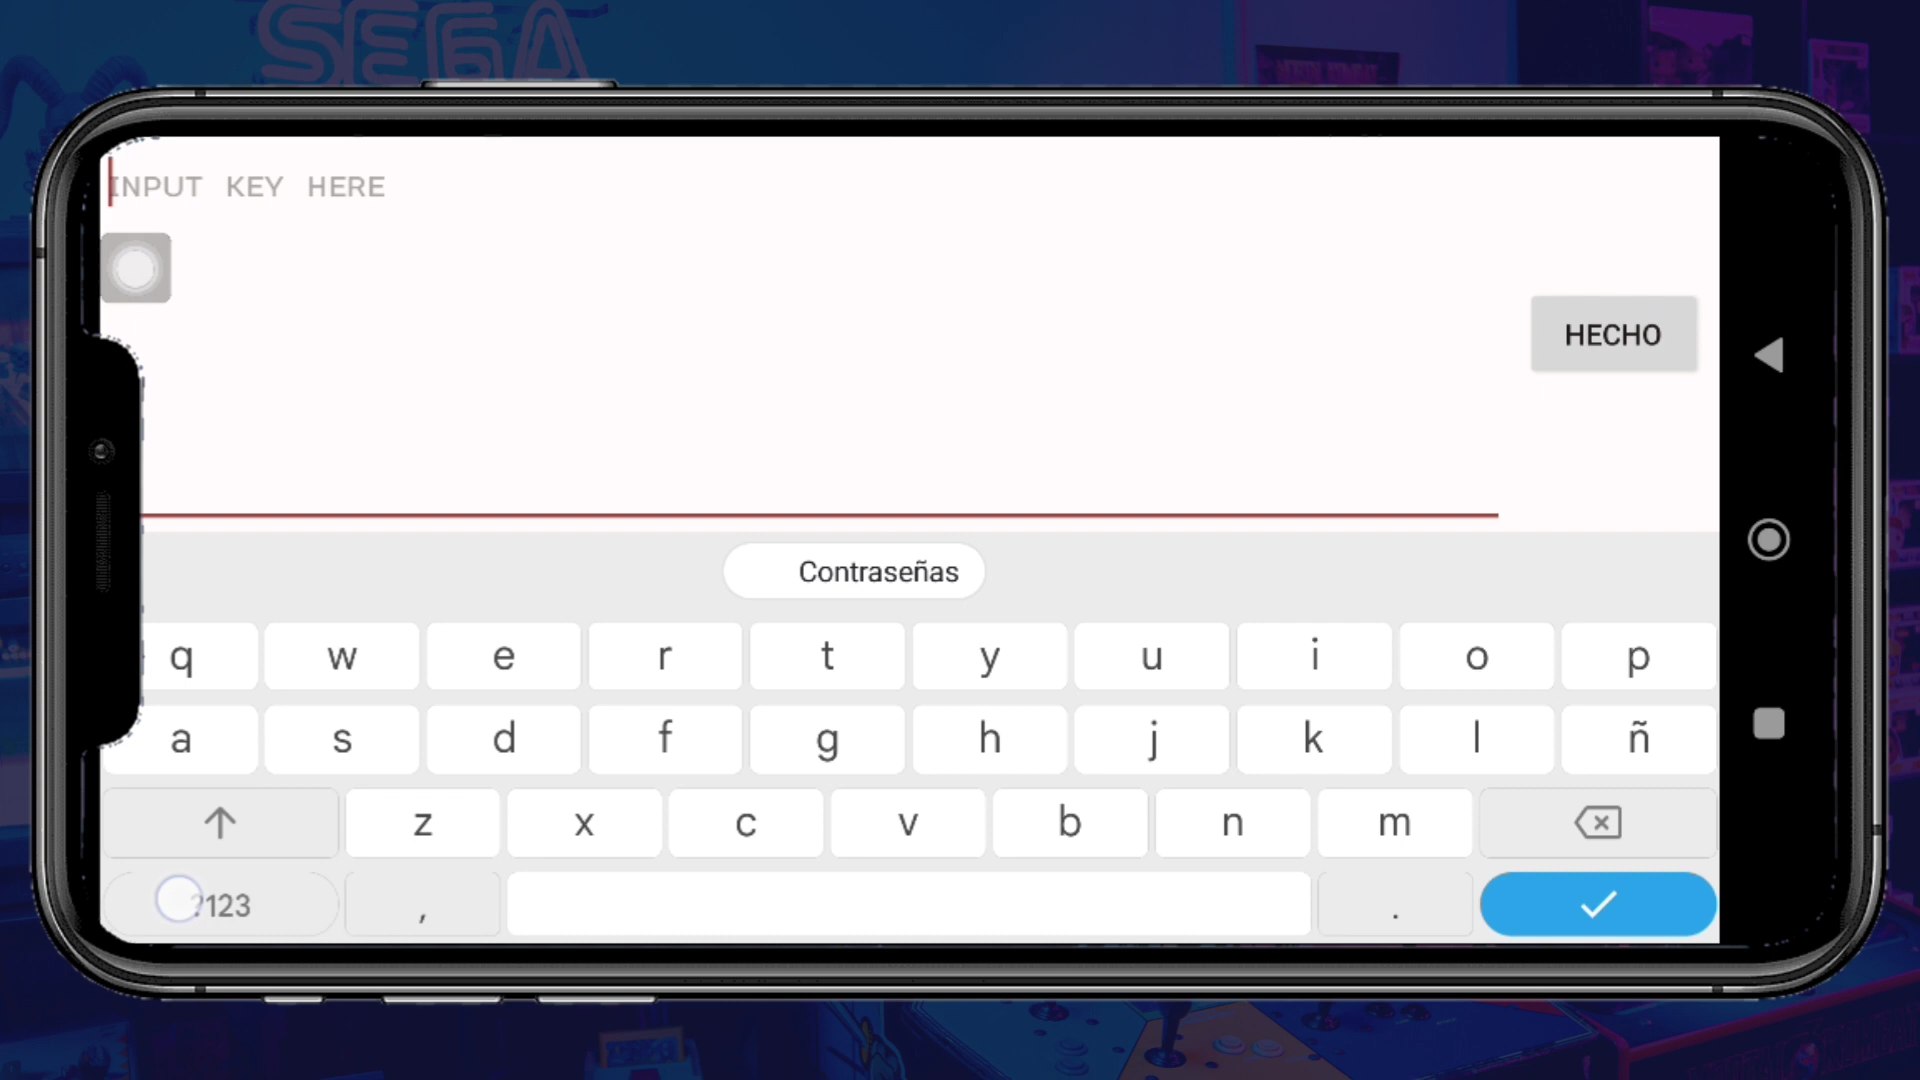 SEGA
INPUT KEY HERE
HECHO
Contraseñas
q w e r t y u i o p
a s d f g h j k l ñ
z x c v b n m
?123 , .